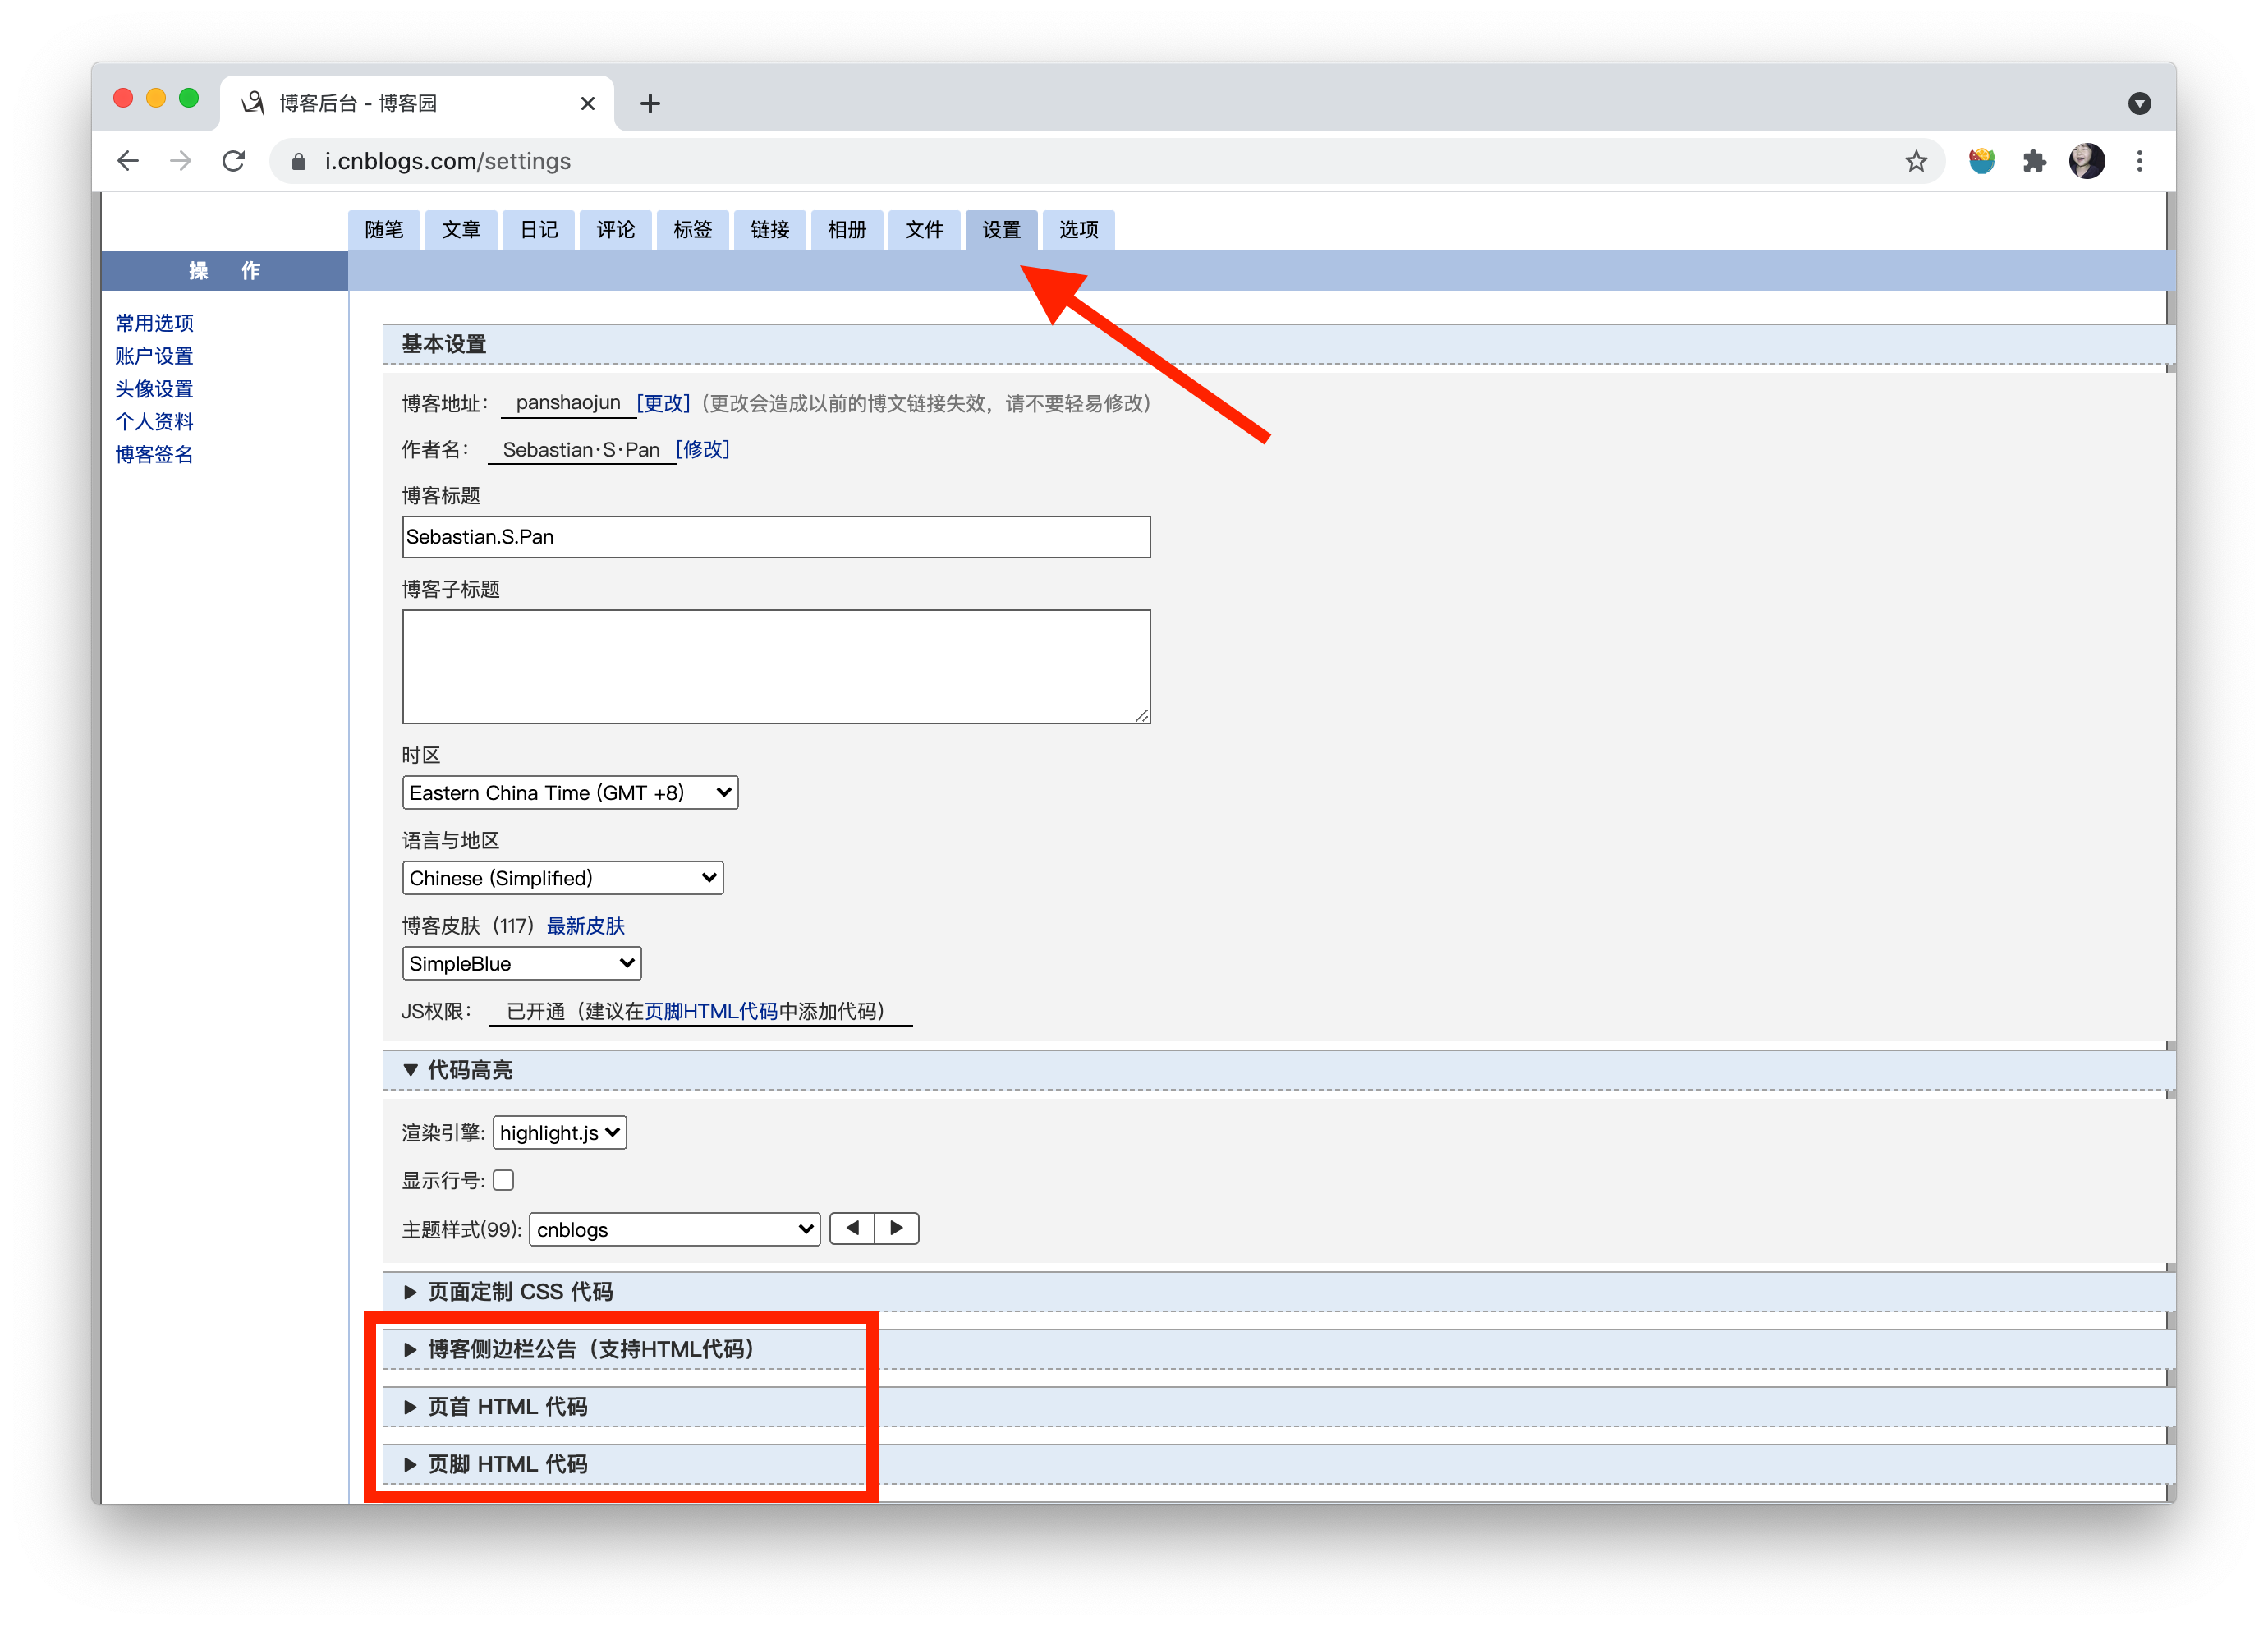 博客后台 - 博客园
i.cnblogs.com/settings
随笔 文章 日记 评论 标签 链接 相册 文件 设置 选项
操 作
常用选项
账户设置
头像设置
个人资料
博客签名
基本设置
博客地址： panshaojun [更改]（更改会造成以前的博文链接失效，请不要轻易修改）
作者名： Sebastian·S·Pan [修改]
博客标题
Sebastian.S.Pan
博客子标题
时区
Eastern China Time (GMT +8)
语言与地区
Chinese (Simplified)
博客皮肤（117）最新皮肤
SimpleBlue
JS权限： 已开通（建议在页脚HTML代码中添加代码）
代码高亮
渲染引擎: highlight.js
显示行号:
主题样式(99): cnblogs
页面定制 CSS 代码
博客侧边栏公告（支持HTML代码）
页首 HTML 代码
页脚 HTML 代码